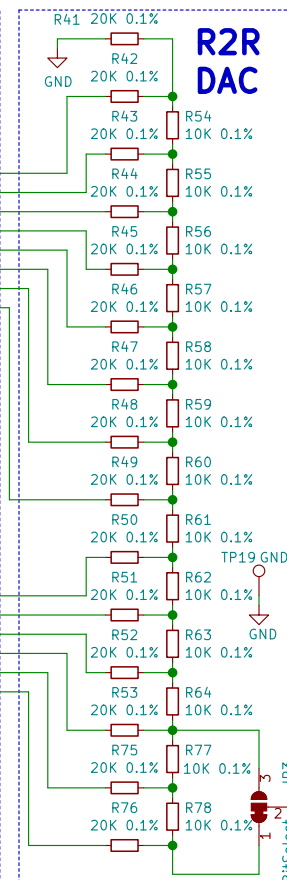 R41 20K 0.1%
R2R
DAC
R42
GND
20K 0.1%
R43
R54
20K 0.1%
10K 0.1%
R44
R55
20K 0.1%
10K 0.1%
R45
R56
20K 0.1%
10K 0.1%
R46
R57
20K 0.1%
10K 0.1%
R47
R58
20K 0.1%
10K 0.1%
R48
R59
20K 0.1%
10K 0.1%
R49
R60
20K 0.1%
10K 0.1%
R50
R61
20K 0.1%
10K 0.1%
TP19 GND
R51
R62
20K 0.1%
10K 0.1%
GND
R52
R63
20K 0.1%
10K 0.1%
R53
R64
20K 0.1%
10K 0.1%
R75
R77
20K 0.1%
10K 0.1%
3
JP3
R76
R78
20K 0.1%
10K 0.1%
2
1
BitSelect